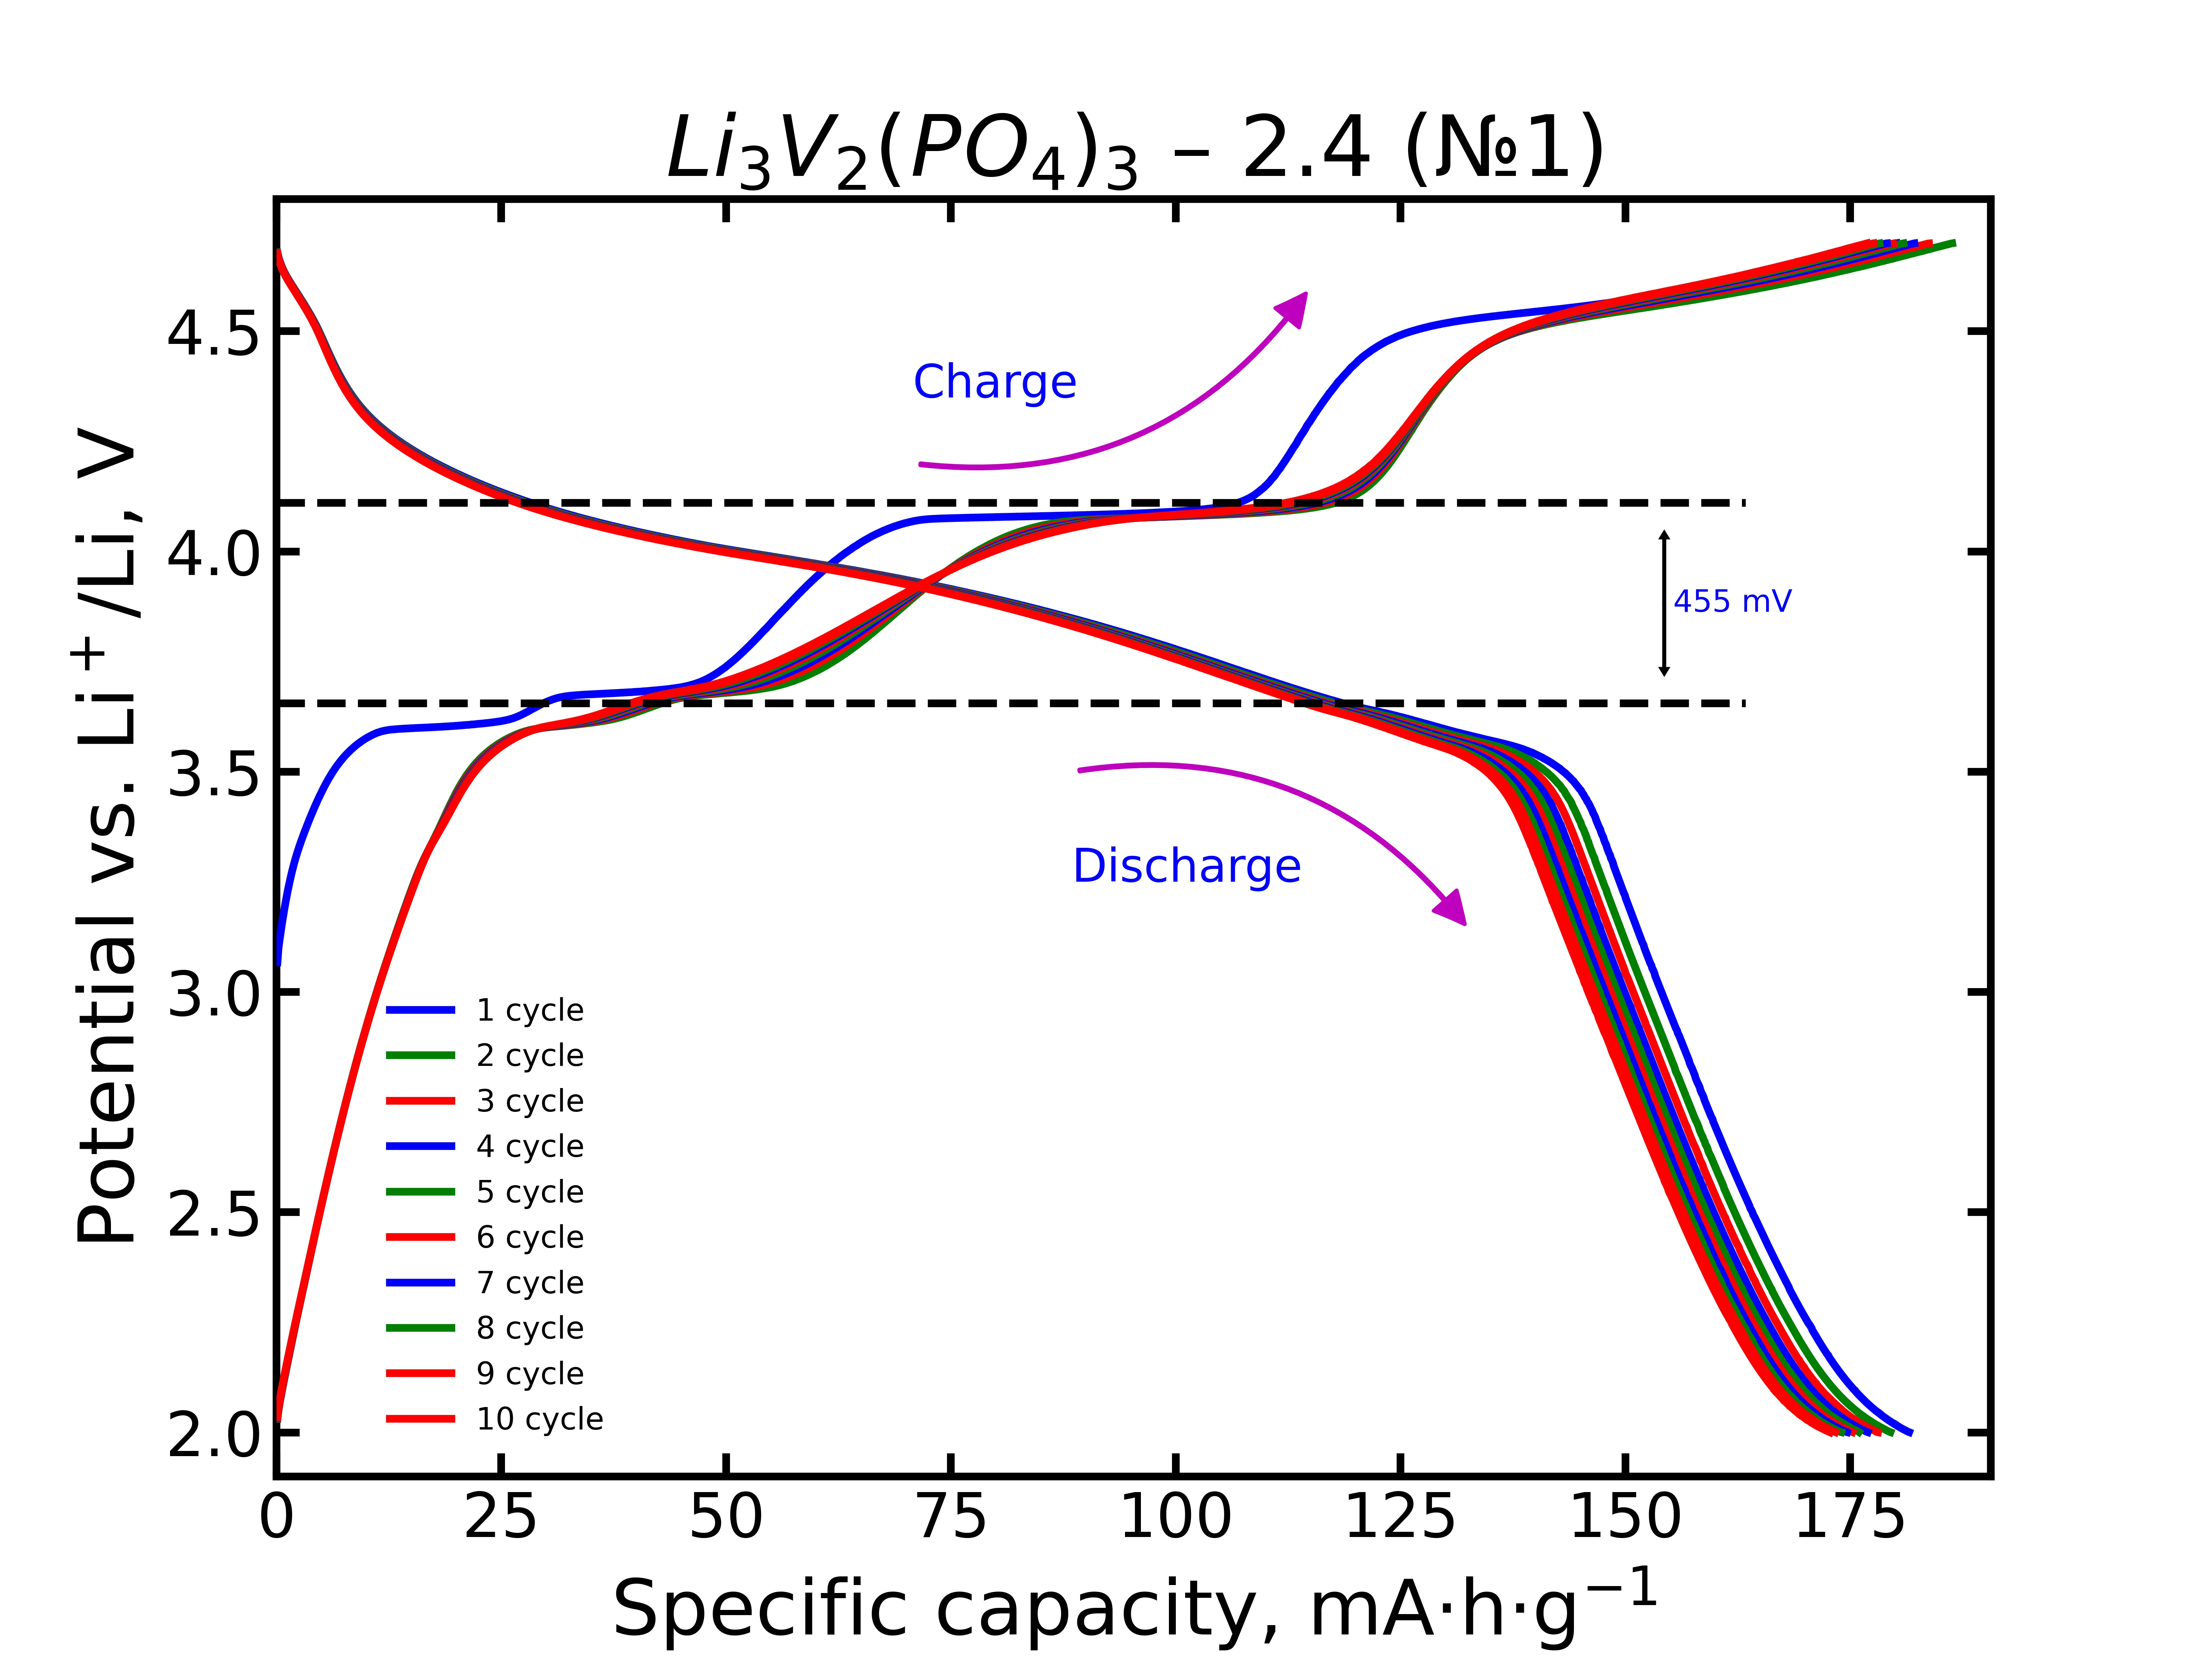 Li₃V₂(PO₄)₃ – 2.4 (№1)
Potential vs. Li⁺/Li, V
4.5
4.0
3.5
3.0
2.5
2.0
Charge
455 mV
Discharge
1 cycle
2 cycle
3 cycle
4 cycle
5 cycle
6 cycle
7 cycle
8 cycle
9 cycle
10 cycle
0 25 50 75 100 125 150 175
Specific capacity, mA·h·g⁻¹